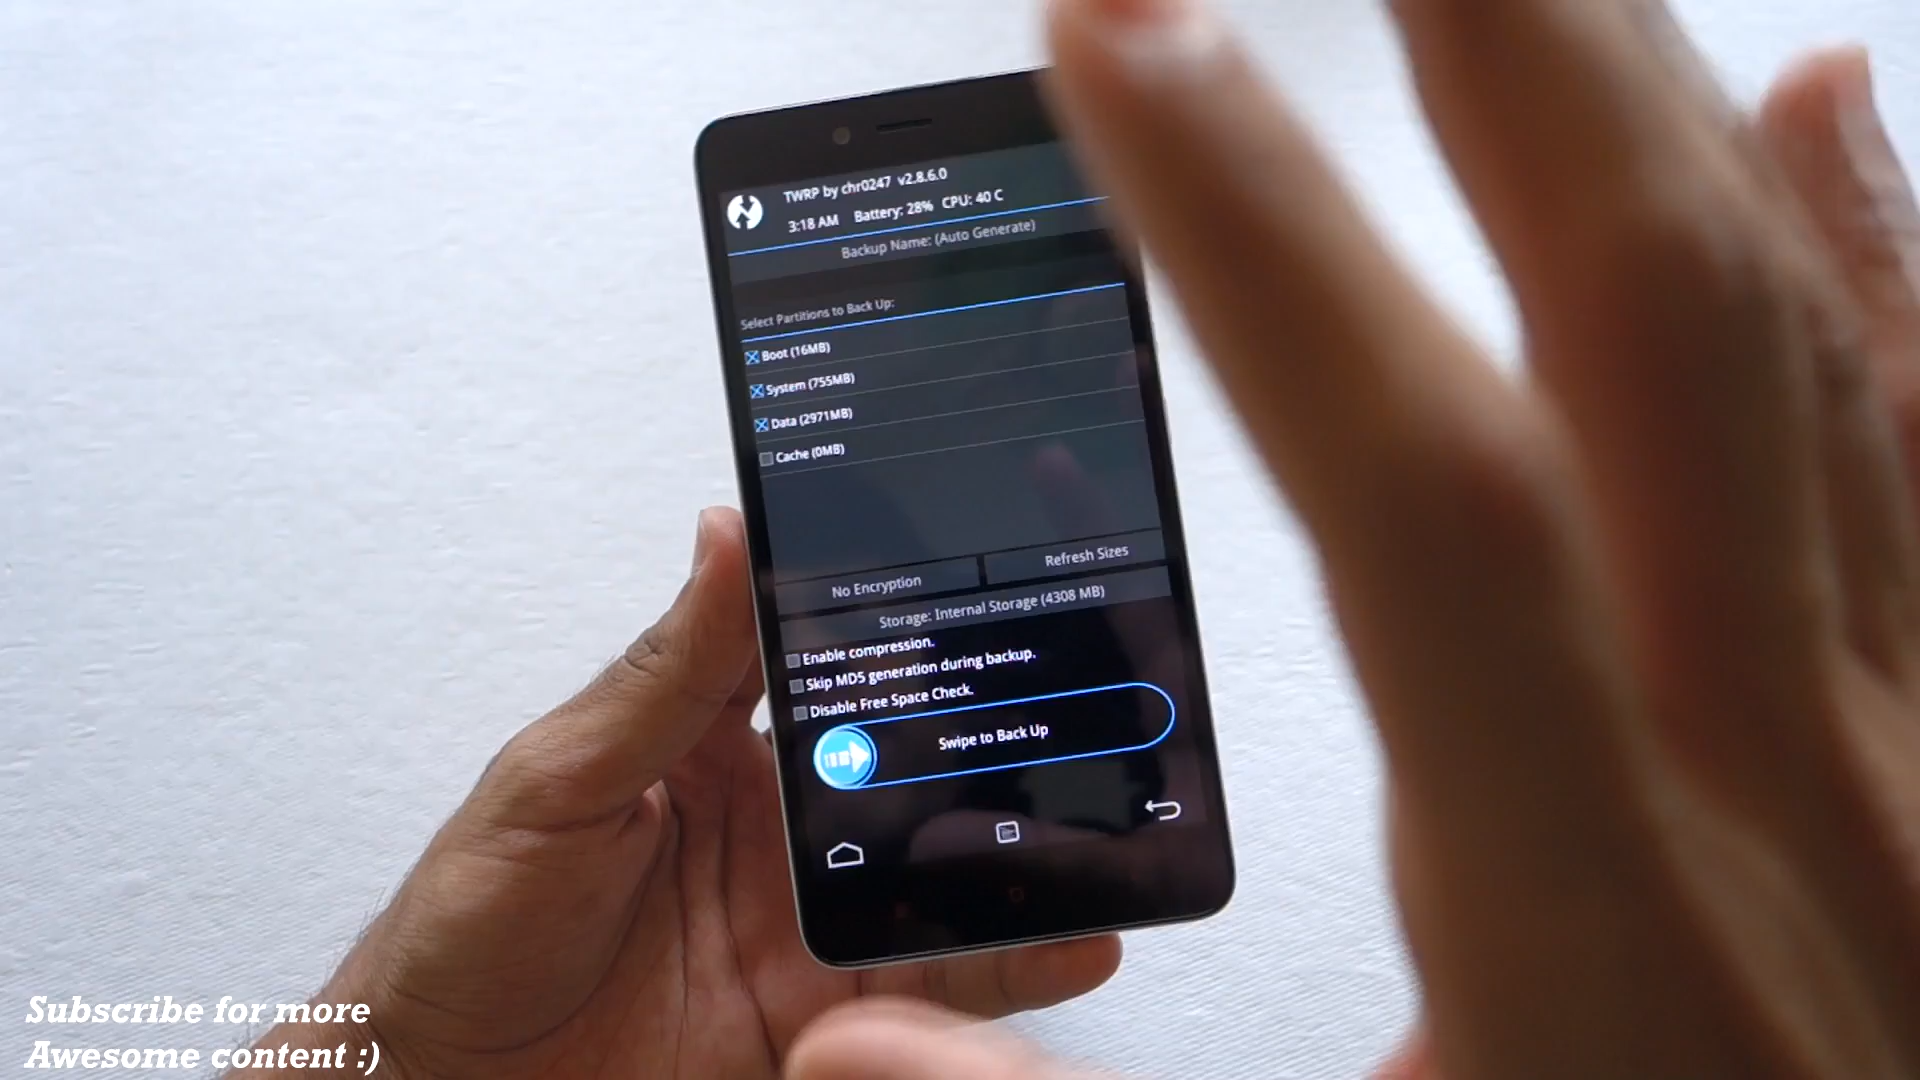 TWRP by chr0247 v2.8.6.0
3:18 AM Battery: 28% CPU: 40 C
Backup Name: (Auto Generate)
Select Partitions to Back Up:
Boot (16MB)
System (755MB)
Data (2971MB)
Cache (0MB)
No Encryption
Refresh Sizes
Storage: Internal Storage (4308 MB)
Enable compression.
Skip MD5 generation during backup.
Disable Free Space Check.
Swipe to Back Up
Subscribe for more
Awesome content :)